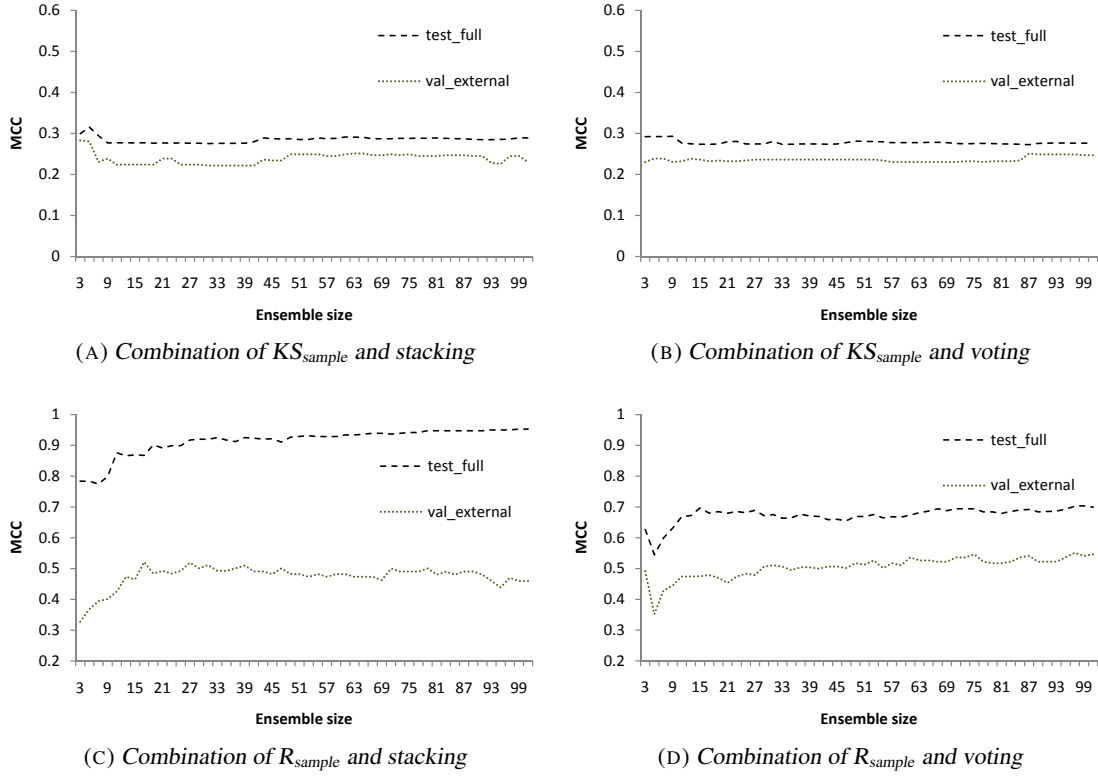 0.6
0.5
0.4
0.3
0.2
0.1
0
MCC
test_full
val_external
3 9 15 21 27 33 39 45 51 57 63 69 75 81 87 93 99
Ensemble size
(A) Combination of KSsample and stacking
0.6
0.5
0.4
0.3
0.2
0.1
0
MCC
test_full
val_external
3 9 15 21 27 33 39 45 51 57 63 69 75 81 87 93 99
Ensemble size
(B) Combination of KSsample and voting
1
0.9
0.8
0.7
0.6
0.5
0.4
0.3
0.2
MCC
test_full
val_external
3 9 15 21 27 33 39 45 51 57 63 69 75 81 87 93 99
Ensemble size
(C) Combination of Rsample and stacking
1
0.9
0.8
0.7
0.6
0.5
0.4
0.3
0.2
MCC
test_full
val_external
3 9 15 21 27 33 39 45 51 57 63 69 75 81 87 93 99
Ensemble size
(D) Combination of Rsample and voting